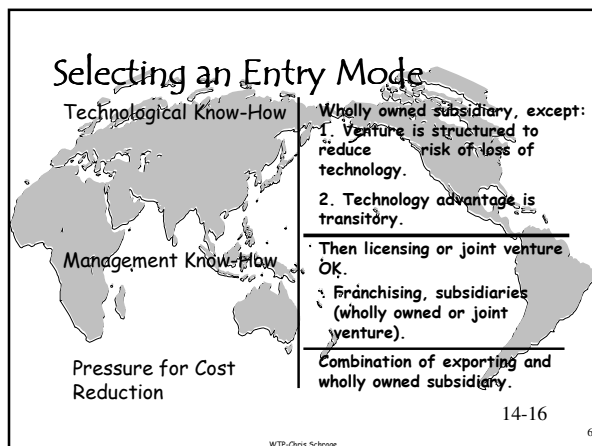 Selecting an Entry Mode
Technological Know-How
Wholly owned subsidiary, except:
1. Venture is structured to
reduce risk of loss of
technology.
2. Technology advantage is
transitory.
Management Know-How
Then licensing or joint venture
OK.
Franchising, subsidiaries
(wholly owned or joint
venture).
Pressure for Cost
Reduction
Combination of exporting and
wholly owned subsidiary.
14-16
6
WTP-Chris Schrage